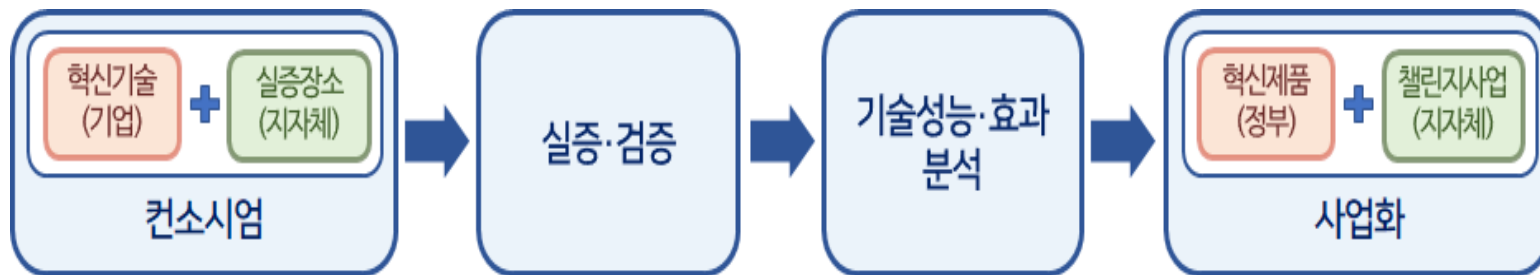 혁신기술
(기업)
실증장소
(지자체)
컨소시엄
실증·검증
기술성능·효과
분석
혁신제품
(정부)
챌린지사업
(지자체)
사업화